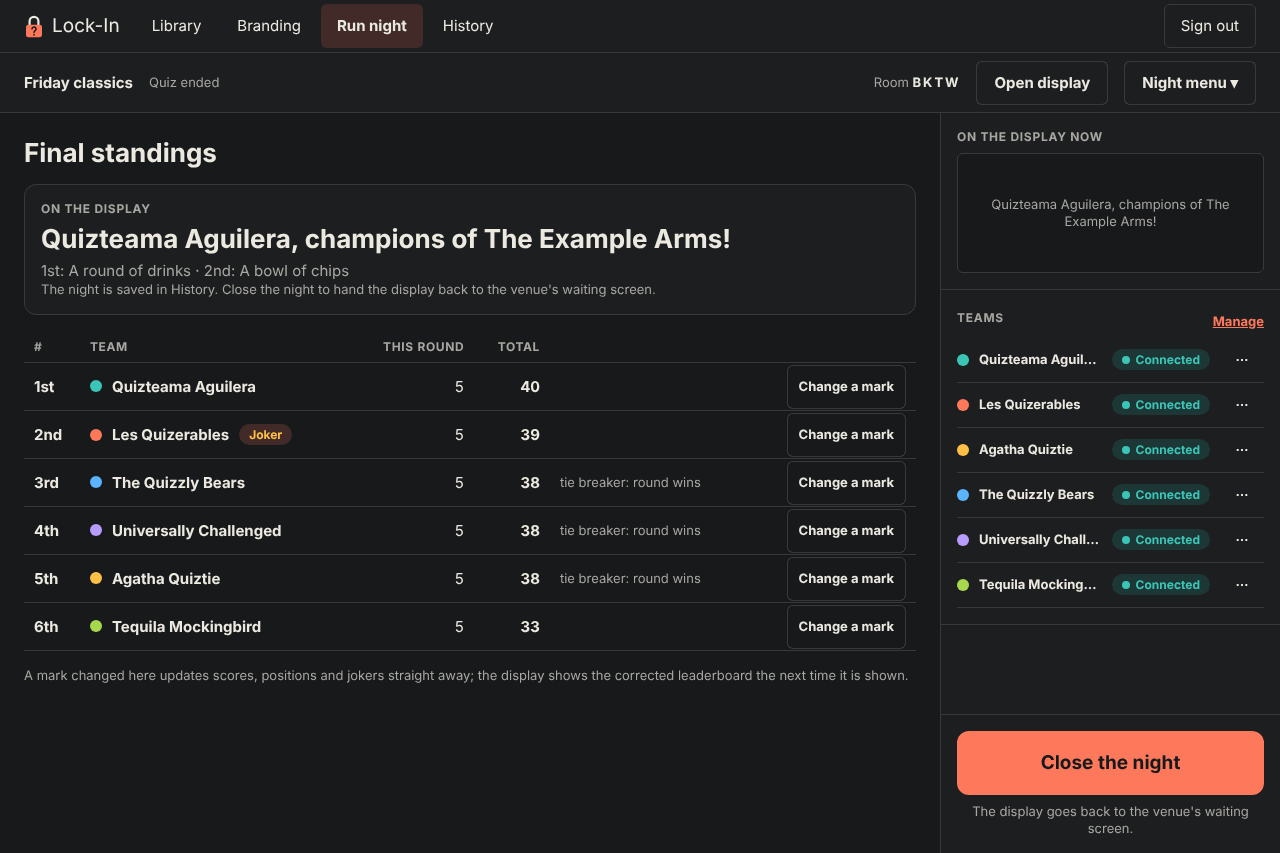 Lock-In Library Branding Run night History Sign out
Friday classics Quiz ended Room BKTW Open display Night menu ▾
Final standings
ON THE DISPLAY
Quizteama Aguilera, champions of The Example Arms!
1st: A round of drinks · 2nd: A bowl of chips
The night is saved in History. Close the night to hand the display back to the venue's waiting screen.
# TEAM THIS ROUND TOTAL
1st Quizteama Aguilera 5 40 Change a mark
2nd Les Quizerables Joker 5 39 Change a mark
3rd The Quizzly Bears 5 38 tie breaker: round wins Change a mark
4th Universally Challenged 5 38 tie breaker: round wins Change a mark
5th Agatha Quiztie 5 38 tie breaker: round wins Change a mark
6th Tequila Mockingbird 5 33 Change a mark
A mark changed here updates scores, positions and jokers straight away; the display shows the corrected leaderboard the next time it is shown.
ON THE DISPLAY NOW
Quizteama Aguilera, champions of The
Example Arms!
TEAMS Manage
Quizteama Aguil... Connected ...
Les Quizerables Connected ...
Agatha Quiztie Connected ...
The Quizzly Bears Connected ...
Universally Chall... Connected ...
Tequila Mocking... Connected ...
Close the night
The display goes back to the venue's waiting
screen.